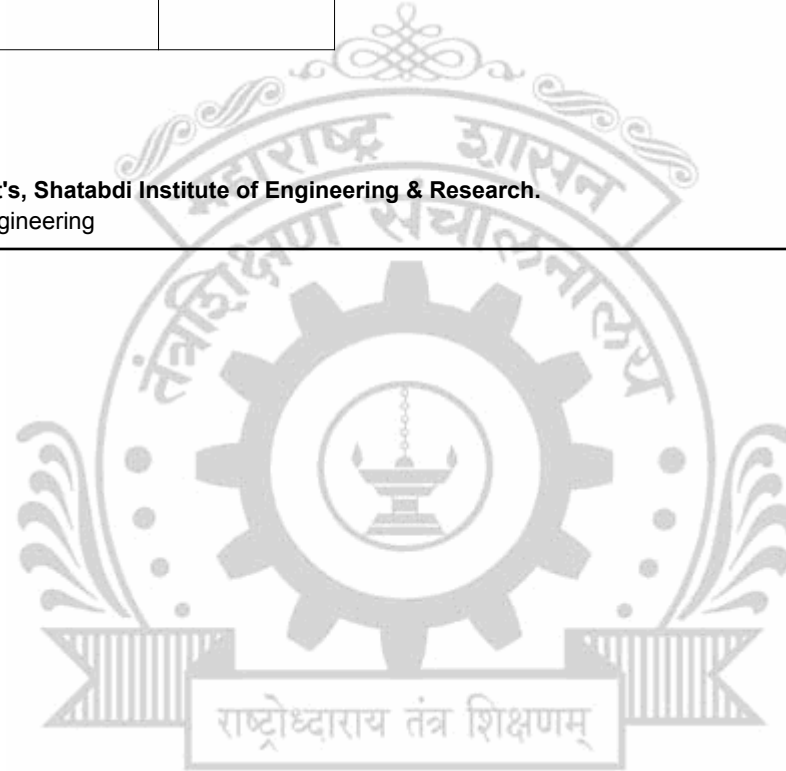 महाराष्ट्र शासन
t's, Shatabdi Institute of Engineering & Research.
gineering
तंत्रशिक्षण संचालनालय
राष्ट्रोध्दाराय तंत्र शिक्षणम्